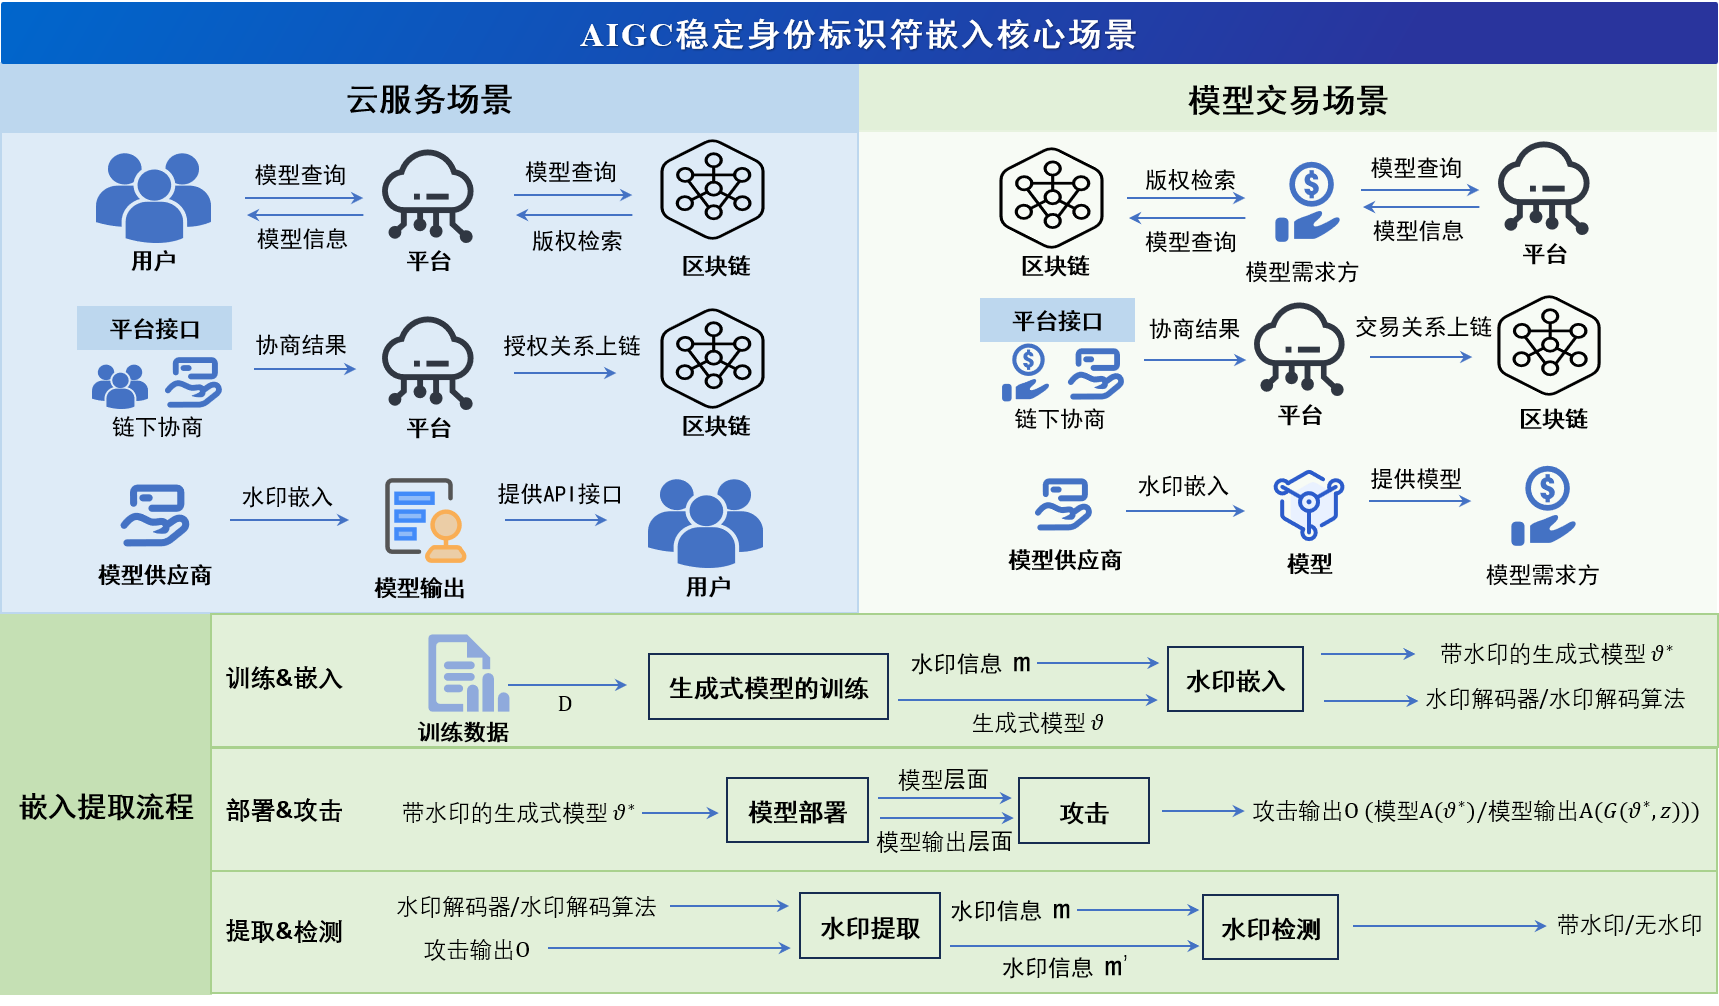 AIGC稳定身份标识符嵌入核心场景
云服务场景
模型查询
模型信息
用户
平台
模型查询
版权检索
区块链
平台接口
链下协商
协商结果
平台
授权关系上链
区块链
模型供应商
水印嵌入
模型输出
提供API接口
用户
模型交易场景
区块链
版权检索
模型查询
模型需求方
模型查询
模型信息
平台
平台接口
链下协商
协商结果
平台
交易关系上链
区块链
模型供应商
水印嵌入
模型
提供模型
模型需求方
嵌入提取流程
训练&嵌入
训练数据
D
生成式模型的训练
水印信息 m
生成式模型 𝜗
水印嵌入
带水印的生成式模型 𝜗*
水印解码器/水印解码算法
部署&攻击
带水印的生成式模型 𝜗*
模型部署
模型层面
模型输出层面
攻击
攻击输出O (模型A(𝜗*)/模型输出A(G(𝜗*,z)))
提取&检测
水印解码器/水印解码算法
攻击输出O
水印提取
水印信息 m
水印信息 m'
水印检测
带水印/无水印